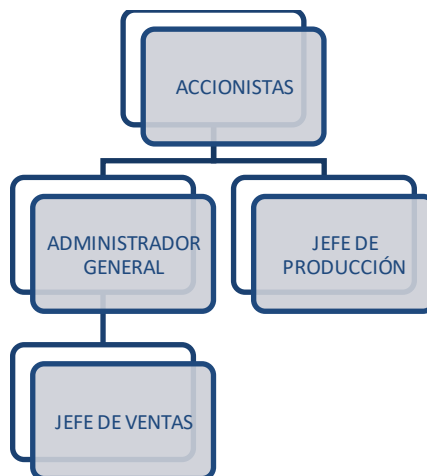 ACCIONISTAS
ADMINISTRADOR
GENERAL
JEFE DE
PRODUCCIÓN
JEFE DE VENTAS